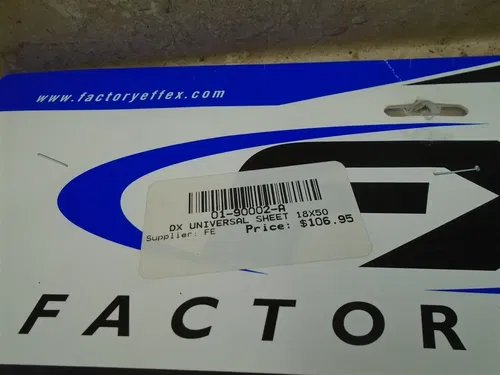 www.factoryeffex.com
01-90002-A
DX UNIVERSAL SHEET 18X50
Supplier: FE Price: $106.95
FACTOR